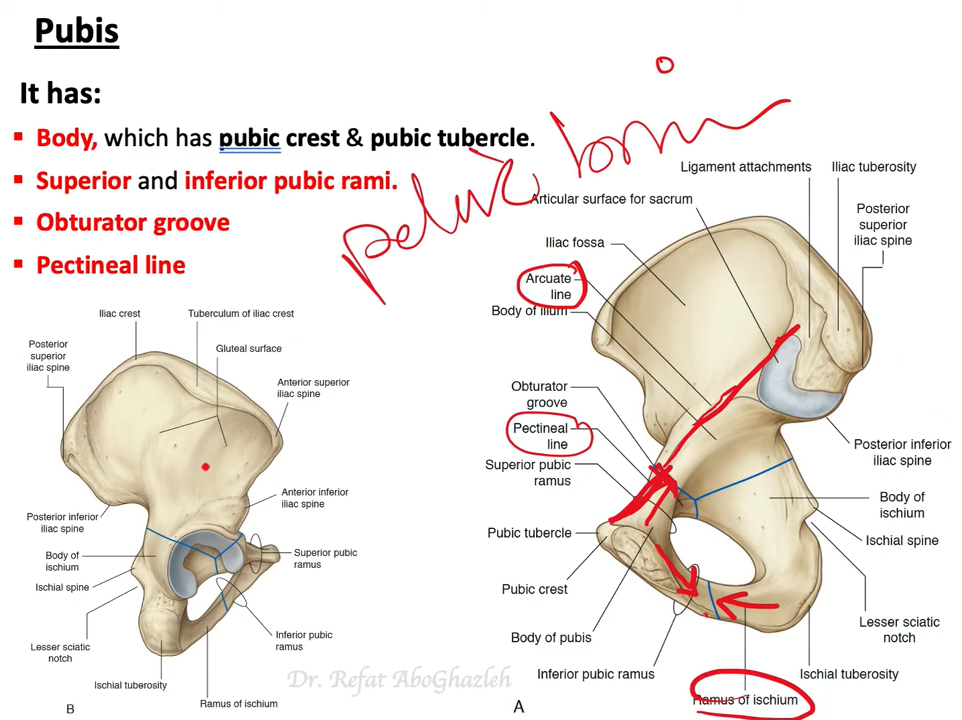 Pubis
It has:
▪ Body, which has pubic crest & pubic tubercle.
▪ Superior and inferior pubic rami.
▪ Obturator groove
▪ Pectineal line
pelvic brim
Iliac crest
Tuberculum of iliac crest
Gluteal surface
Posterior
superior
iliac spine
Anterior superior
iliac spine
Anterior inferior
iliac spine
Posterior inferior
iliac spine
Body of
ischium
Superior pubic
ramus
Ischial spine
Lesser sciatic
notch
Inferior pubic
ramus
Ischial tuberosity
Ramus of ischium
B
Ligament attachments
Iliac tuberosity
Articular surface for sacrum
Posterior
superior
iliac spine
Iliac fossa
Arcuate
line
Body of ilium
Obturator
groove
Pectineal
line
Superior pubic
ramus
Posterior inferior
iliac spine
Body of
ischium
Pubic tubercle
Ischial spine
Pubic crest
Lesser sciatic
notch
Body of pubis
Inferior pubic ramus
Ischial tuberosity
Ramus of ischium
A
Dr. Refat AboGhazleh